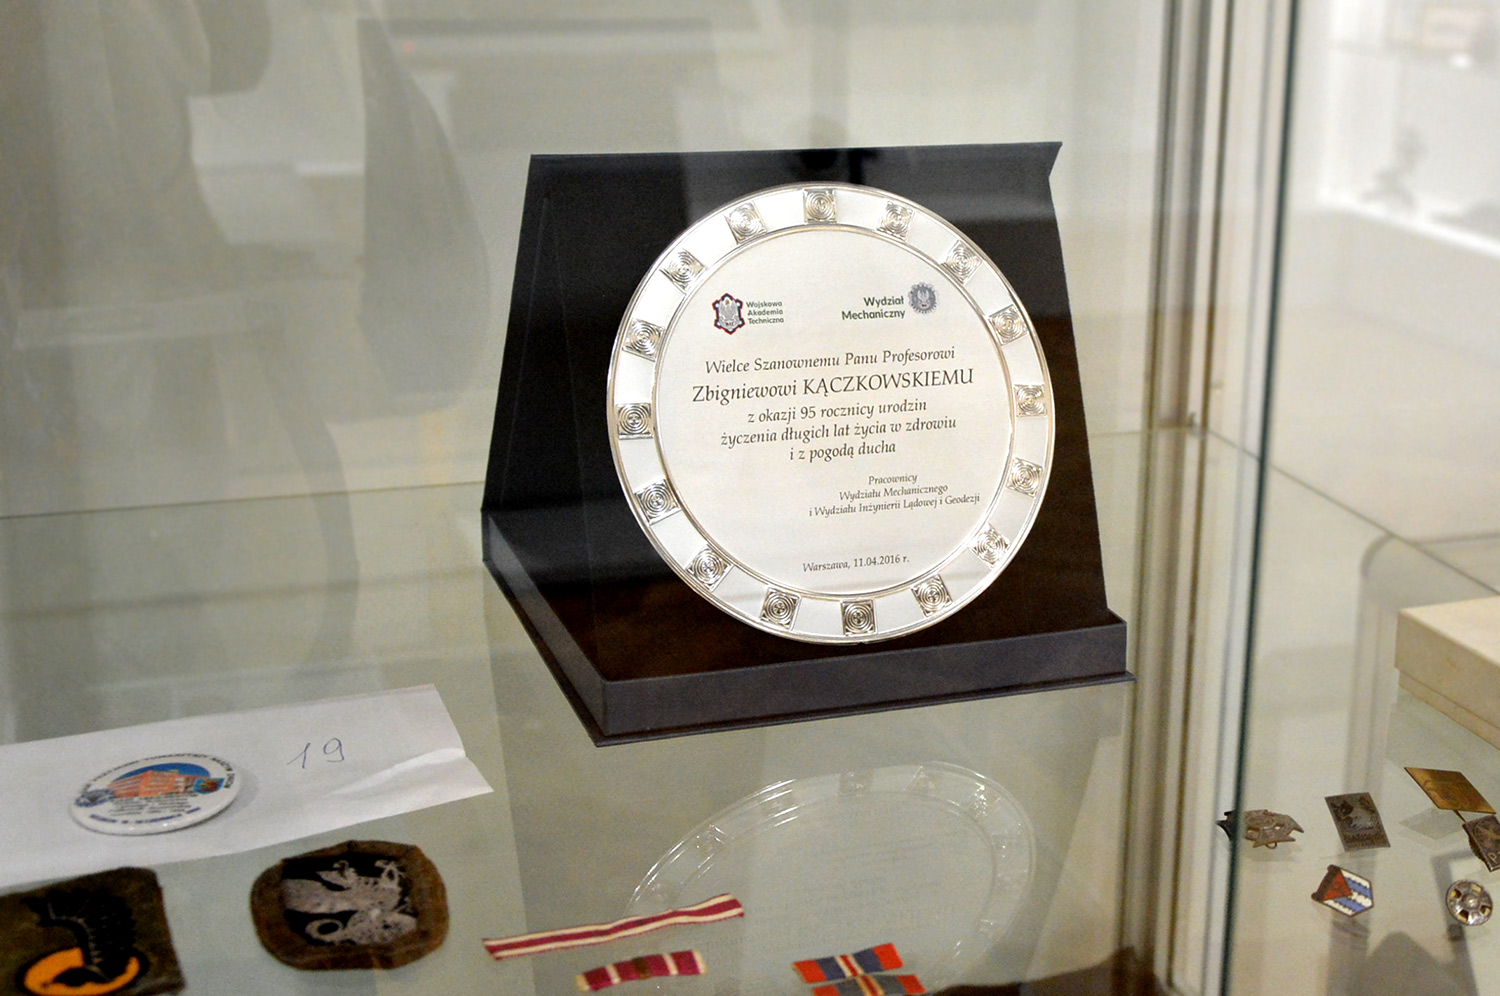 Wojskowa
Akademia
Techniczna
Wydział
Mechaniczny
Wielce Szanownemu Panu Profesorowi
Zbigniewowi KĄCZKOWSKIEMU
z okazji 95 rocznicy urodzin
życzenia długich lat życia w zdrowiu
i z pogodą ducha
Pracownicy
Wydziału Mechanicznego
i Wydziału Inżynierii Lądowej i Geodezji
Warszawa, 11.04.2016 r.
19